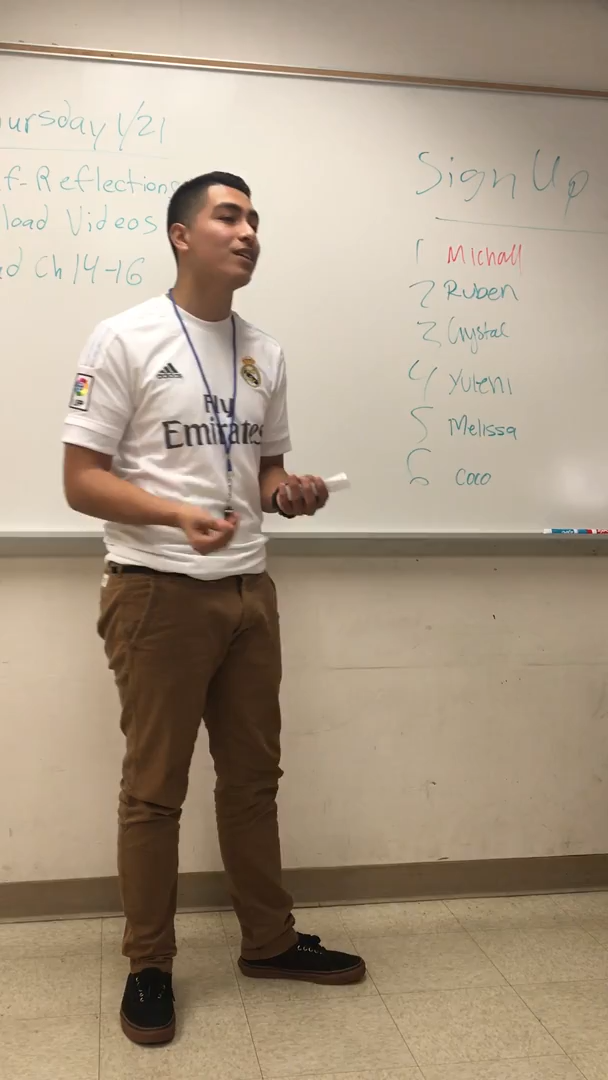 ursday 1/21
f-Reflections
load Videos
d Ch 14-16
Sign Up
1 Michall
2 Ruben
3 Crystal
4 Yuleni
5 Melissa
6 Coco
adidas
Fly
Emirates